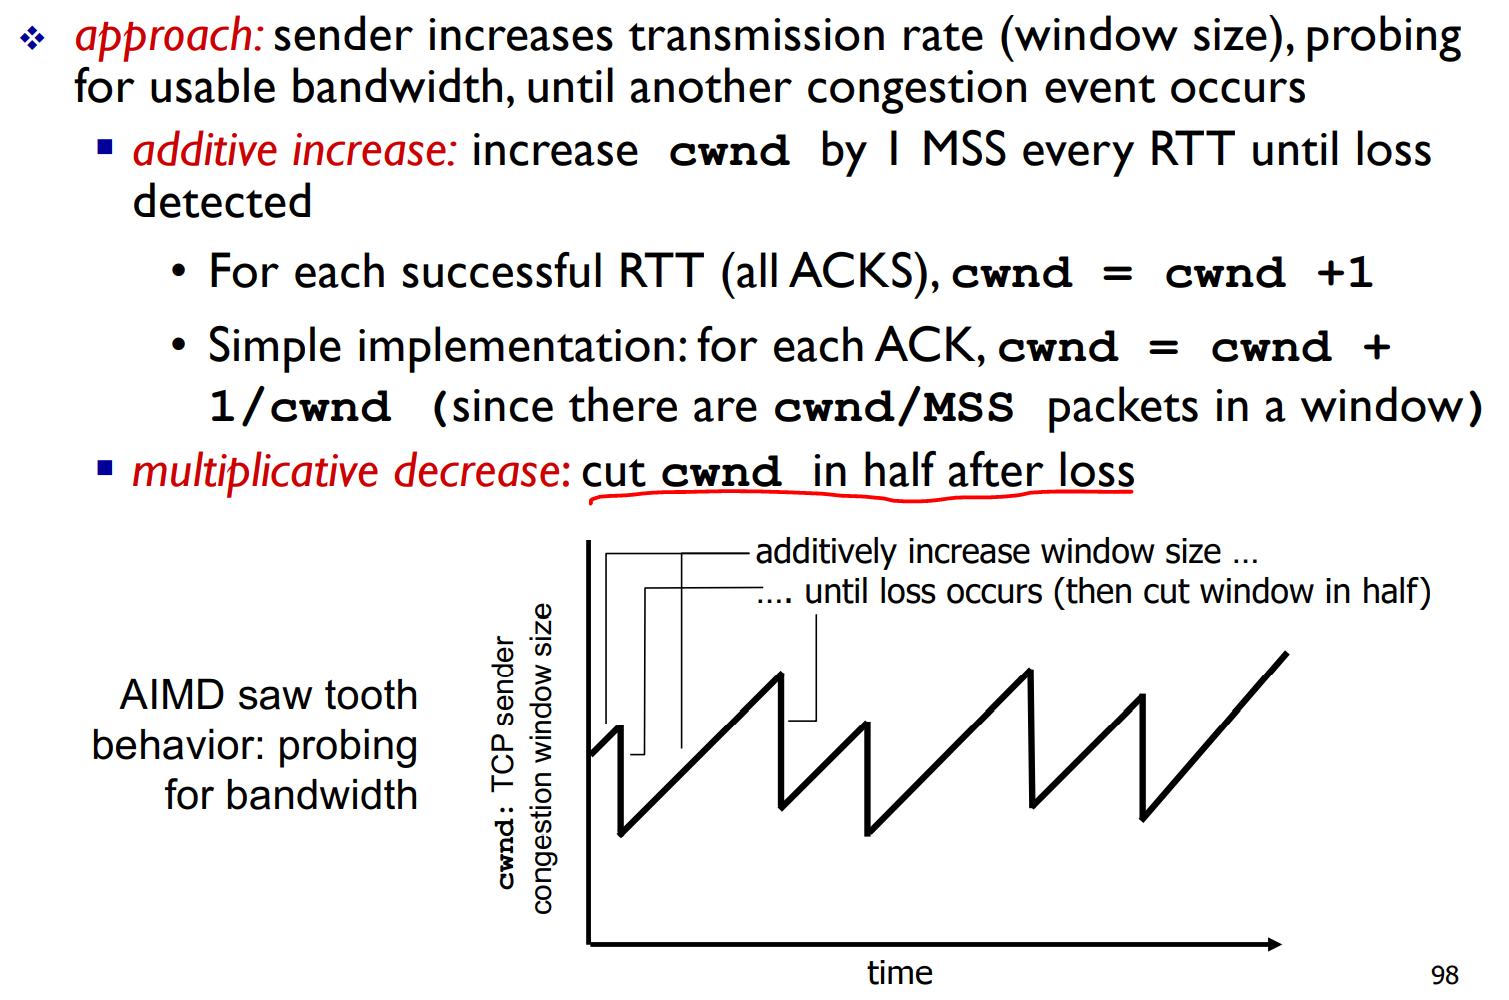 ❖ approach: sender increases transmission rate (window size), probing
for usable bandwidth, until another congestion event occurs
▪ additive increase: increase cwnd by 1 MSS every RTT until loss
detected
• For each successful RTT (all ACKS), cwnd = cwnd +1
• Simple implementation: for each ACK, cwnd = cwnd +
1/cwnd (since there are cwnd/MSS packets in a window)
▪ multiplicative decrease: cut cwnd in half after loss
additively increase window size …
…. until loss occurs (then cut window in half)
AIMD saw tooth
behavior: probing
for bandwidth
cwnd: TCP sender
congestion window size
time
98